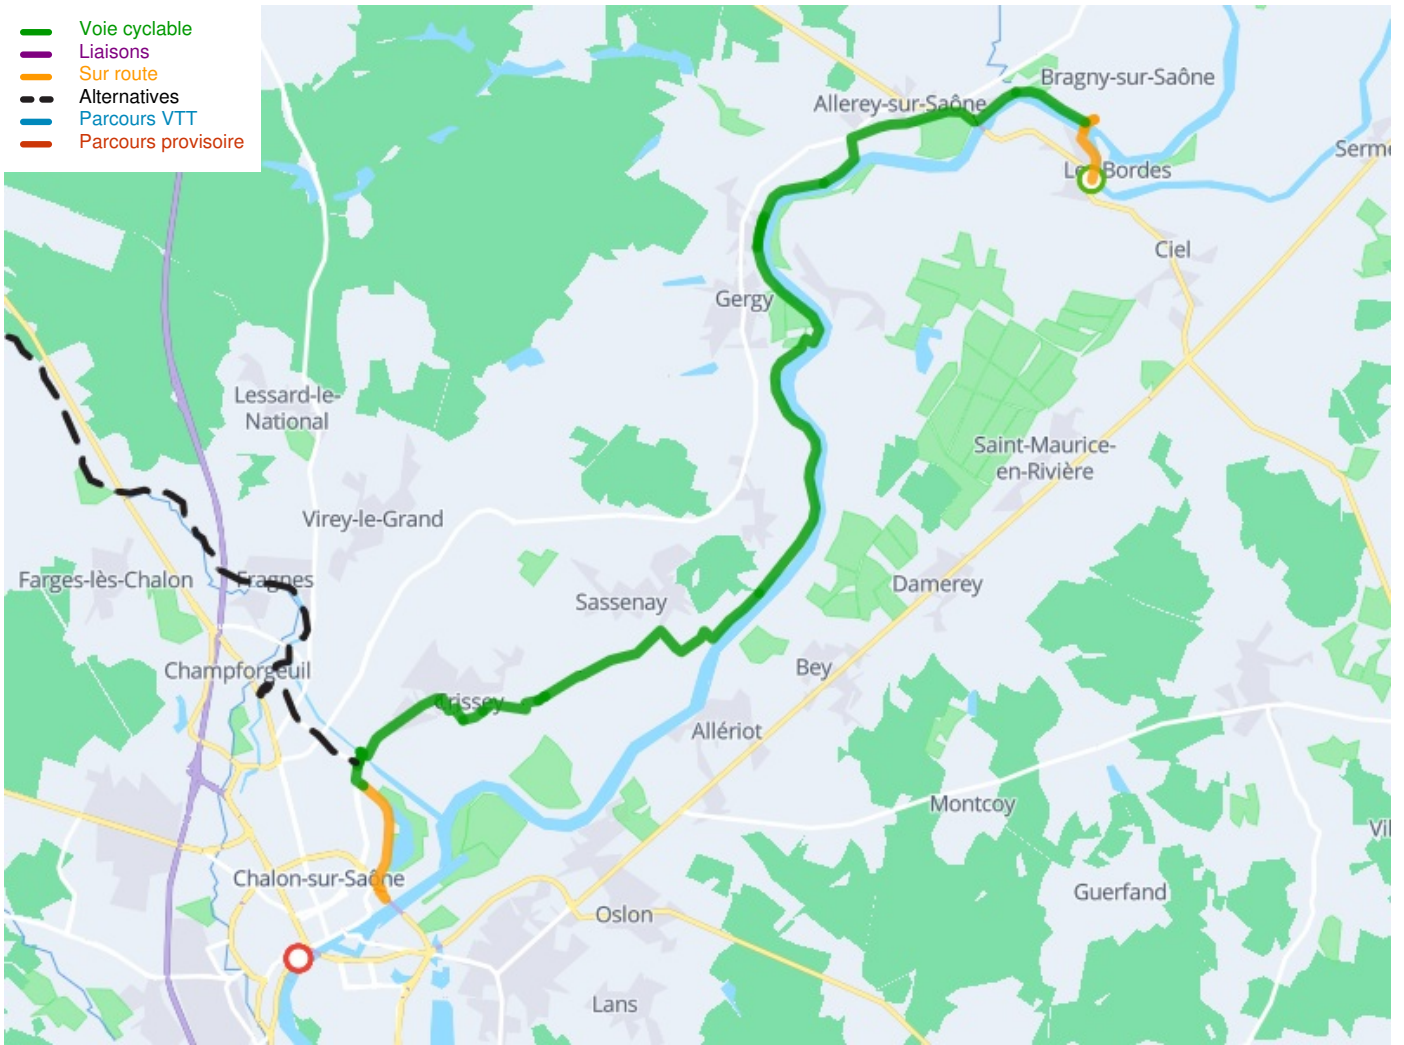 Voie cyclable
Liaisons
Sur route
Alternatives
Parcours VTT
Parcours provisoire
Bragny-sur-Saône
Allerey-sur-Saône
Serme
Les Bordes
Ciel
Gergy
Lessard-le-
National
Saint-Maurice-
en-Rivière
Virey-le-Grand
Farges-lès-Chalon
Fragnes
Damerey
Sassenay
Champforgeuil
Bey
Crissey
Allériot
Montcoy
Vil
Chalon-sur-Saône
Guerfand
Oslon
Lans